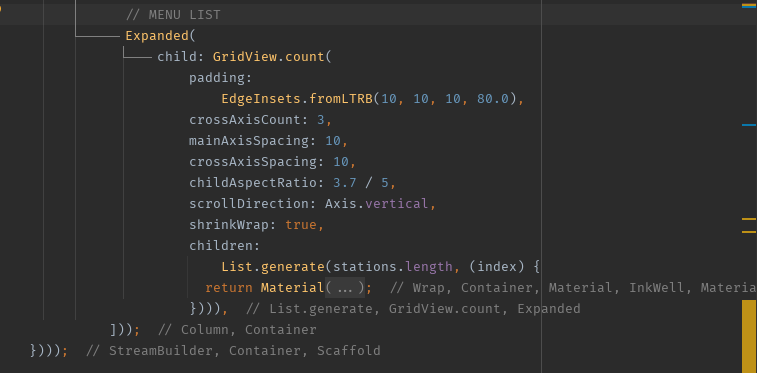 // MENU LIST
Expanded(
child: GridView.count(
padding:
EdgeInsets.fromLTRB(10, 10, 10, 80.0),
crossAxisCount: 3,
mainAxisSpacing: 10,
crossAxisSpacing: 10,
childAspectRatio: 3.7 / 5,
scrollDirection: Axis.vertical,
shrinkWrap: true,
children:
List.generate(stations.length, (index) {
return Material(...);  // Wrap, Container, Material, InkWell, Materia
}))),  // List.generate, GridView.count, Expanded
]));  // Column, Container
})));  // StreamBuilder, Container, Scaffold